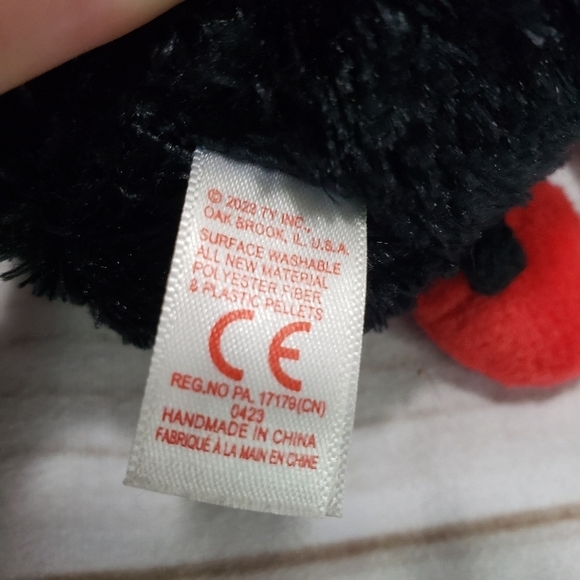 © 2022 TY INC.,
OAK BROOK, IL. U.S.A.
SURFACE WASHABLE
ALL NEW MATERIAL
POLYESTER FIBER
& PLASTIC PELLETS
CE
REG.NO PA. 17179(CN)
0423
HANDMADE IN CHINA
FABRIQUÉ À LA MAIN EN CHINE